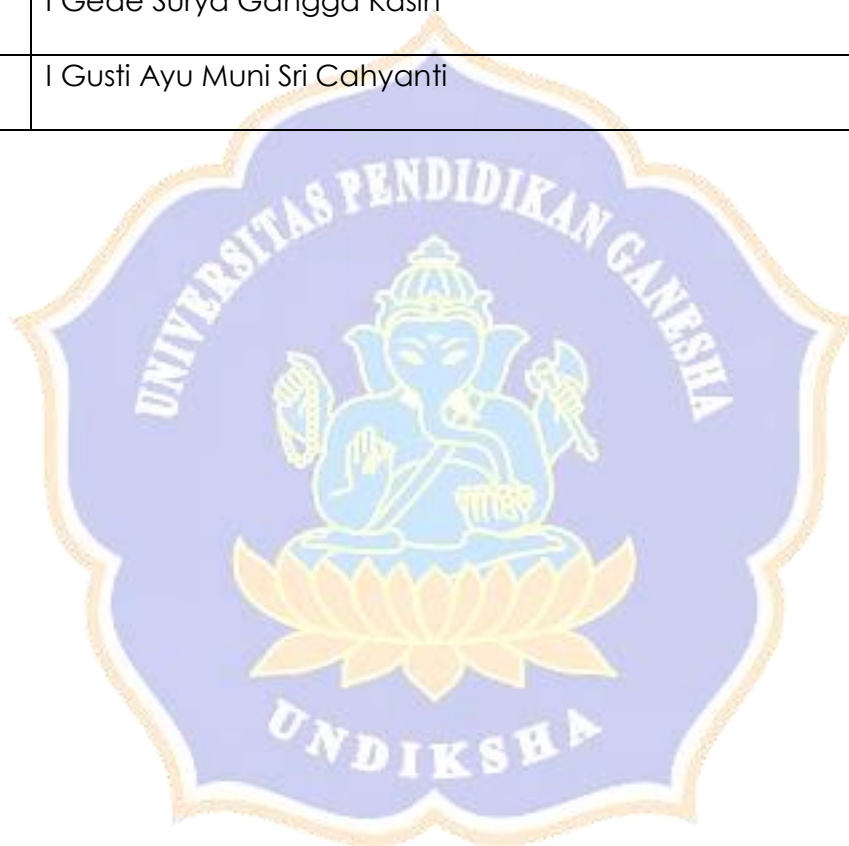 I Gede Surya Gangga Kasih
I Gusti Ayu Muni Sri Cahyanti
UNIVERSITAS PENDIDIKAN GANESHA
UNDIKSHA